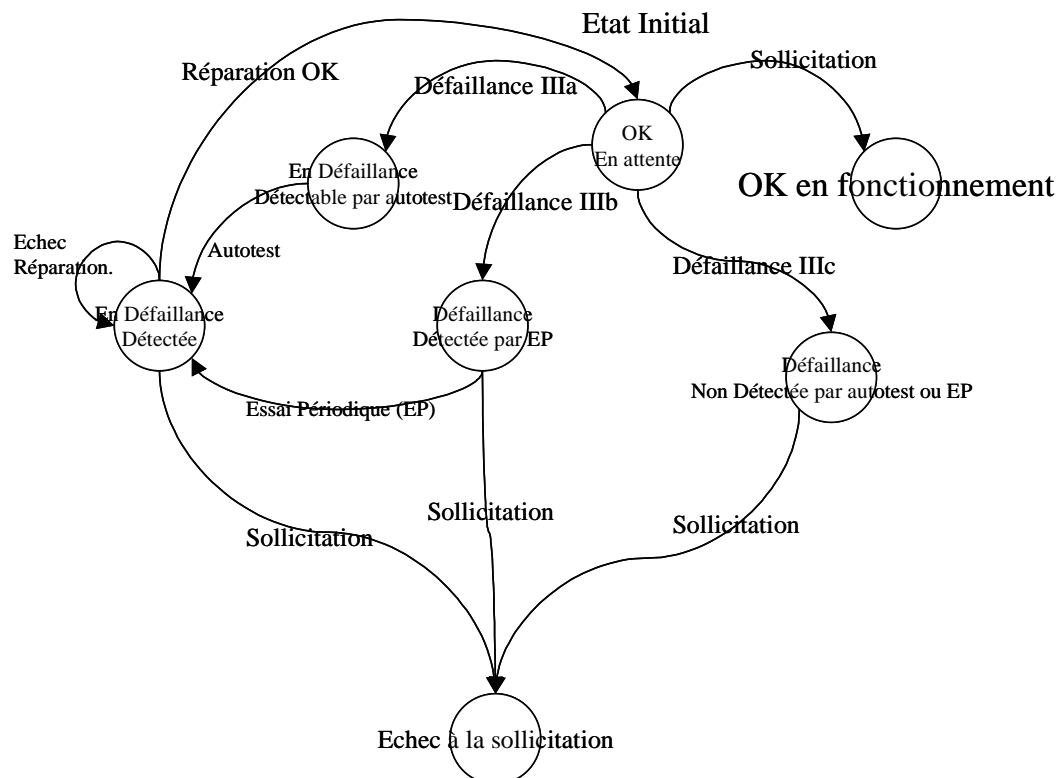 Etat Initial
Sollicitation
Réparation OK
Défaillance IIIa
OK
En attente
En Défaillance
Détectable par autotest
OK en fonctionnement
Défaillance IIIb
Echec
Réparation.
Autotest
Défaillance IIIc
En Défaillance
Détectée
Défaillance
Détectée par EP
Défaillance
Non Détectée par autotest ou EP
Essai Périodique (EP)
Sollicitation
Sollicitation
Sollicitation
Echec à la sollicitation